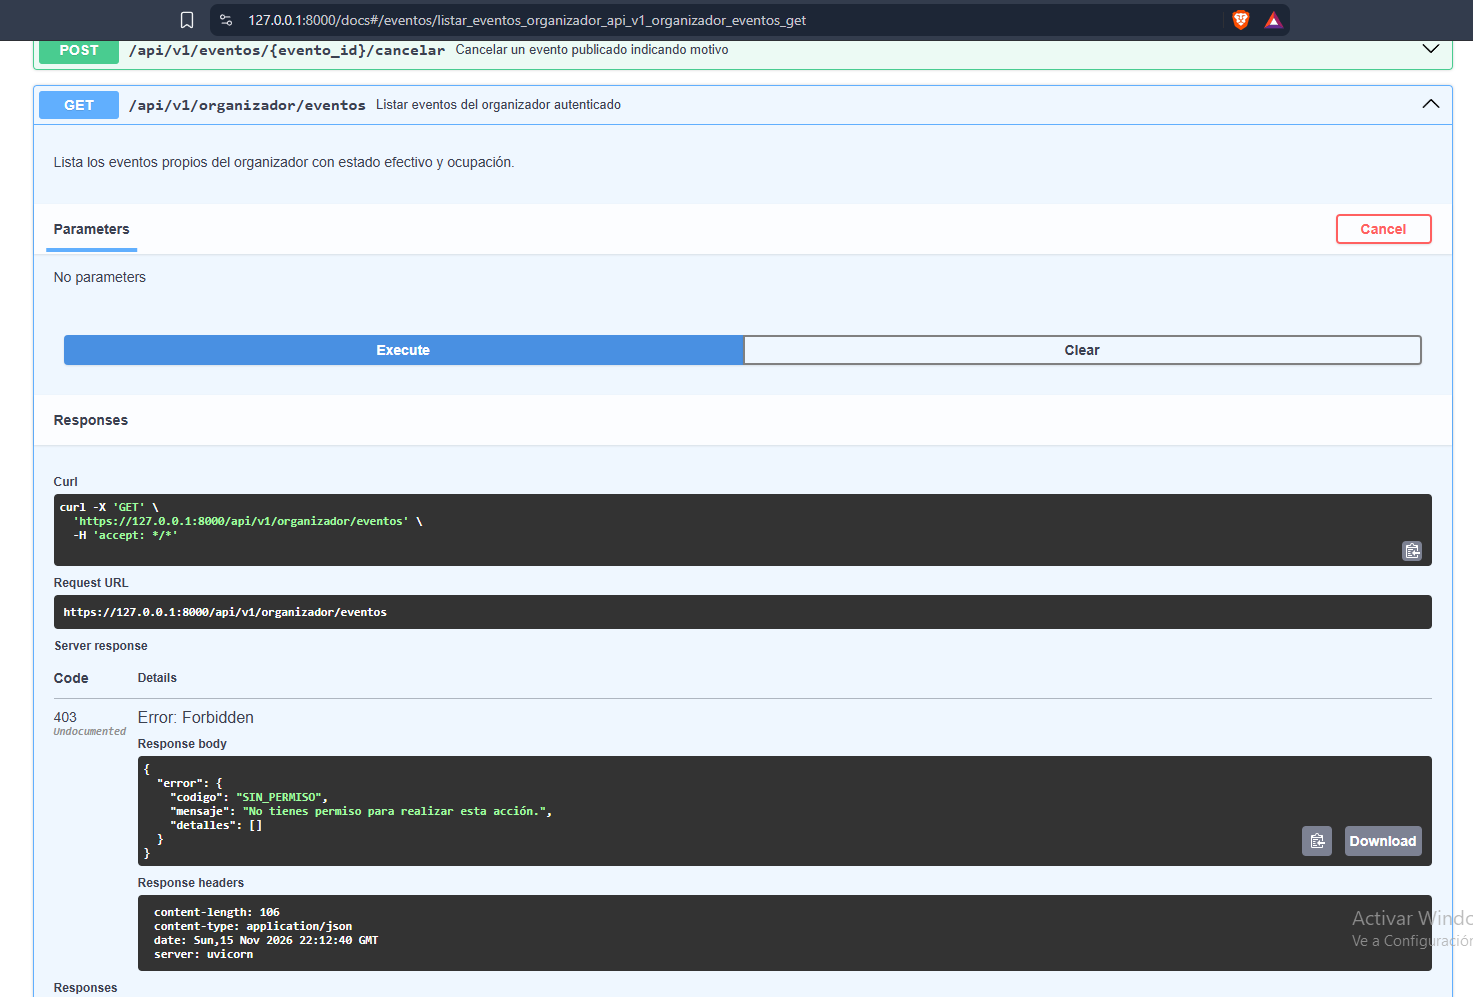 127.0.0.1:8000/docs#/eventos/listar_eventos_organizador_api_v1_organizador_eventos_get
POST /api/v1/eventos/{evento_id}/cancelar Cancelar un evento publicado indicando motivo
GET /api/v1/organizador/eventos Listar eventos del organizador autenticado
Lista los eventos propios del organizador con estado efectivo y ocupación.
Parameters
Cancel
No parameters
Execute
Clear
Responses
Curl
curl -X 'GET' \
'https://127.0.0.1:8000/api/v1/organizador/eventos' \
-H 'accept: */*'
Request URL
https://127.0.0.1:8000/api/v1/organizador/eventos
Server response
Code Details
403 Error: Forbidden
Undocumented
Response body
{
"error": {
"codigo": "SIN_PERMISO",
"mensaje": "No tienes permiso para realizar esta acción.",
"detalles": []
}
}
Download
Response headers
content-length: 106
content-type: application/json
date: Sun,15 Nov 2026 22:12:40 GMT
server: uvicorn
Activar Windo
Ve a Configuración
Responses